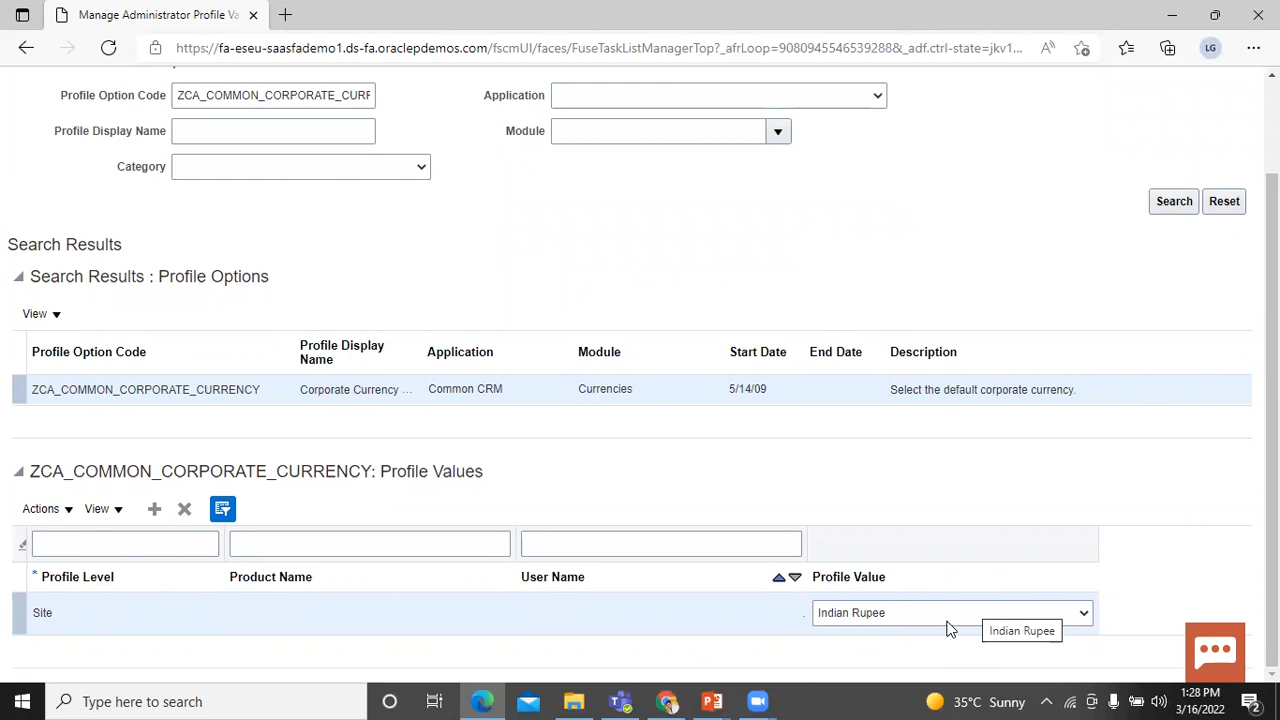 Manage Administrator Profile Va
https://fa-eseu-saasfademo1.ds-fa.oraclepdemos.com/fscmUI/faces/FuseTaskListManagerTop?_afrLoop=9080945546539288&_adf.ctrl-state=jkv1...
LG
Profile Option Code ZCA_COMMON_CORPORATE_CURR Application
Profile Display Name Module
Category
Search Reset
Search Results
Search Results : Profile Options
View
Profile Option Code Profile Display Name Application Module Start Date End Date Description
ZCA_COMMON_CORPORATE_CURRENCY Corporate Currency ... Common CRM Currencies 5/14/09 Select the default corporate currency.
ZCA_COMMON_CORPORATE_CURRENCY: Profile Values
Actions View
* Profile Level Product Name User Name Profile Value
Site Indian Rupee
Indian Rupee
Type here to search 35°C Sunny 1:28 PM
3/16/2022
2